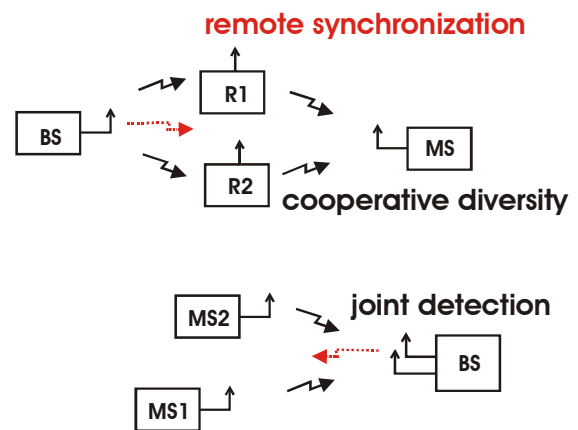 remote synchronization
R1
BS
MS
R2
cooperative diversity
joint detection
MS2
BS
MS1